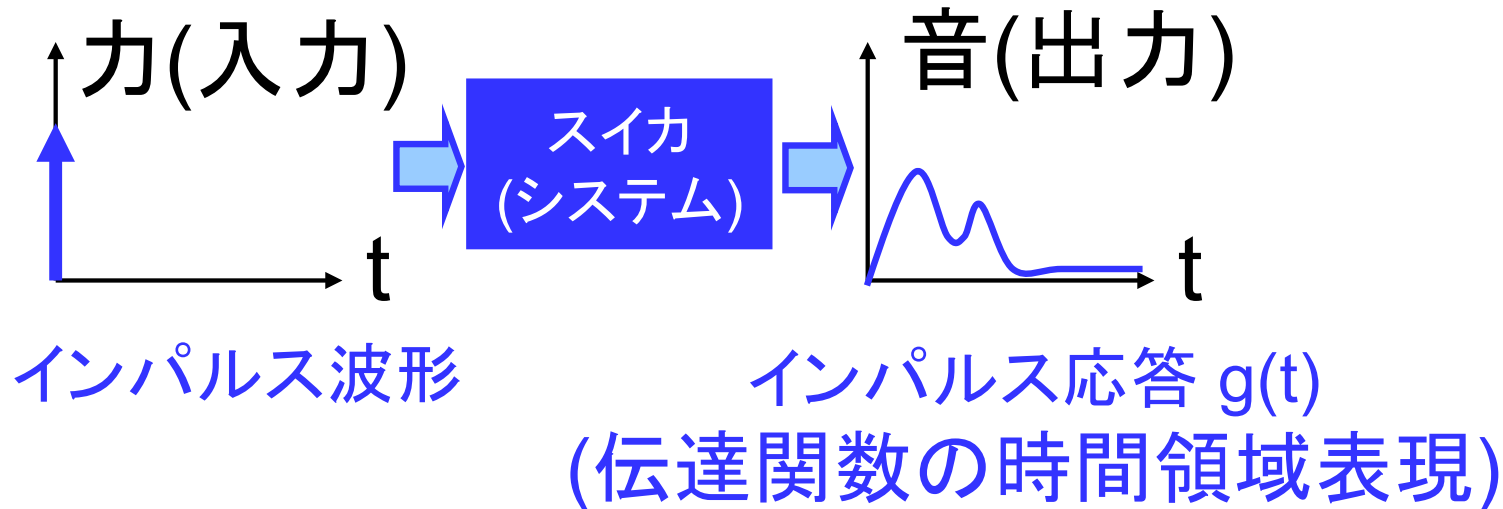 力(入力)
t
インパルス波形
スイカ
(システム)
音(出力)
t
インパルス応答 g(t)
(伝達関数の時間領域表現)